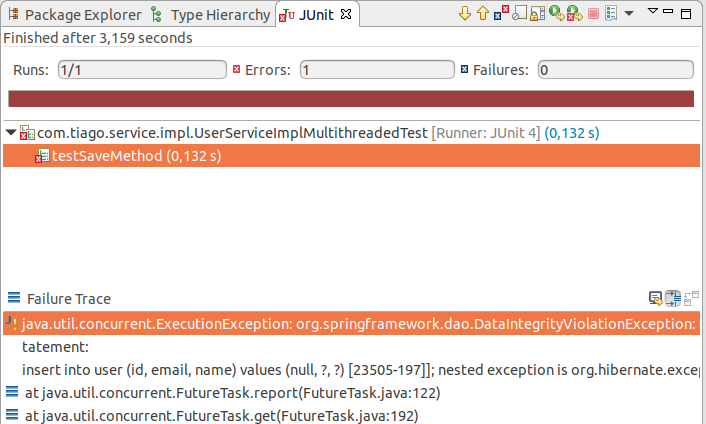 Package Explorer Type Hierarchy JUnit
Finished after 3,159 seconds
Runs: 1/1 Errors: 1 Failures: 0
com.tiago.service.impl.UserServiceImplMultithreadedTest [Runner: JUnit 4] (0,132 s)
testSaveMethod (0,132 s)
Failure Trace
java.util.concurrent.ExecutionException: org.springframework.dao.DataIntegrityViolationException:
tatement:
insert into user (id, email, name) values (null, ?, ?) [23505-197]]; nested exception is org.hibernate.exce
at java.util.concurrent.FutureTask.report(FutureTask.java:122)
at java.util.concurrent.FutureTask.get(FutureTask.java:192)